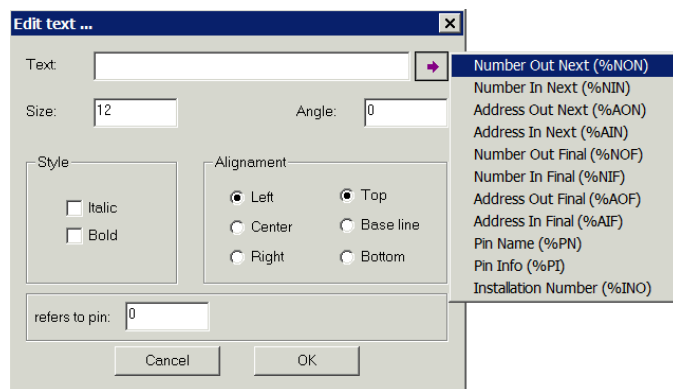 Edit text ...
Text:
Number Out Next (%NON)
Number In Next (%NIN)
Address Out Next (%AON)
Address In Next (%AIN)
Number Out Final (%NOF)
Number In Final (%NIF)
Address Out Final (%AOF)
Address In Final (%AIF)
Pin Name (%PN)
Pin Info (%PI)
Installation Number (%INO)
Size: 12 Angle: 0
Style
Italic
Bold
Alignament
Left Top
Center Base line
Right Bottom
refers to pin: 0
Cancel OK